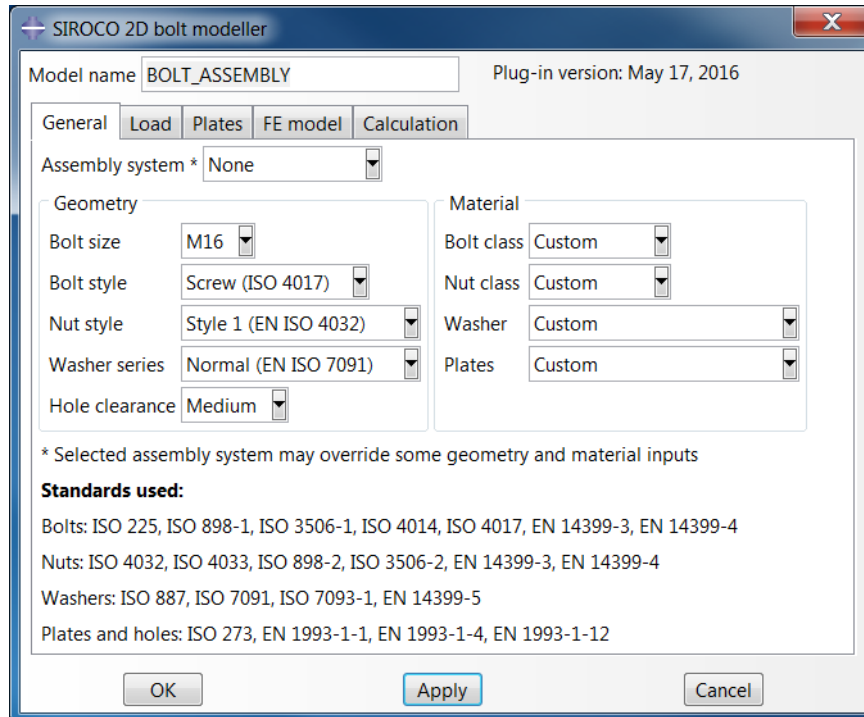 SIROCO 2D bolt modeller
Model name BOLT_ASSEMBLY Plug-in version: May 17, 2016
General Load Plates FE model Calculation
Assembly system * None
Geometry Material
Bolt size M16 Bolt class Custom
Bolt style Screw (ISO 4017) Nut class Custom
Nut style Style 1 (EN ISO 4032) Washer Custom
Washer series Normal (EN ISO 7091) Plates Custom
Hole clearance Medium
* Selected assembly system may override some geometry and material inputs
Standards used:
Bolts: ISO 225, ISO 898-1, ISO 3506-1, ISO 4014, ISO 4017, EN 14399-3, EN 14399-4
Nuts: ISO 4032, ISO 4033, ISO 898-2, ISO 3506-2, EN 14399-3, EN 14399-4
Washers: ISO 887, ISO 7091, ISO 7093-1, EN 14399-5
Plates and holes: ISO 273, EN 1993-1-1, EN 1993-1-4, EN 1993-1-12
OK Apply Cancel